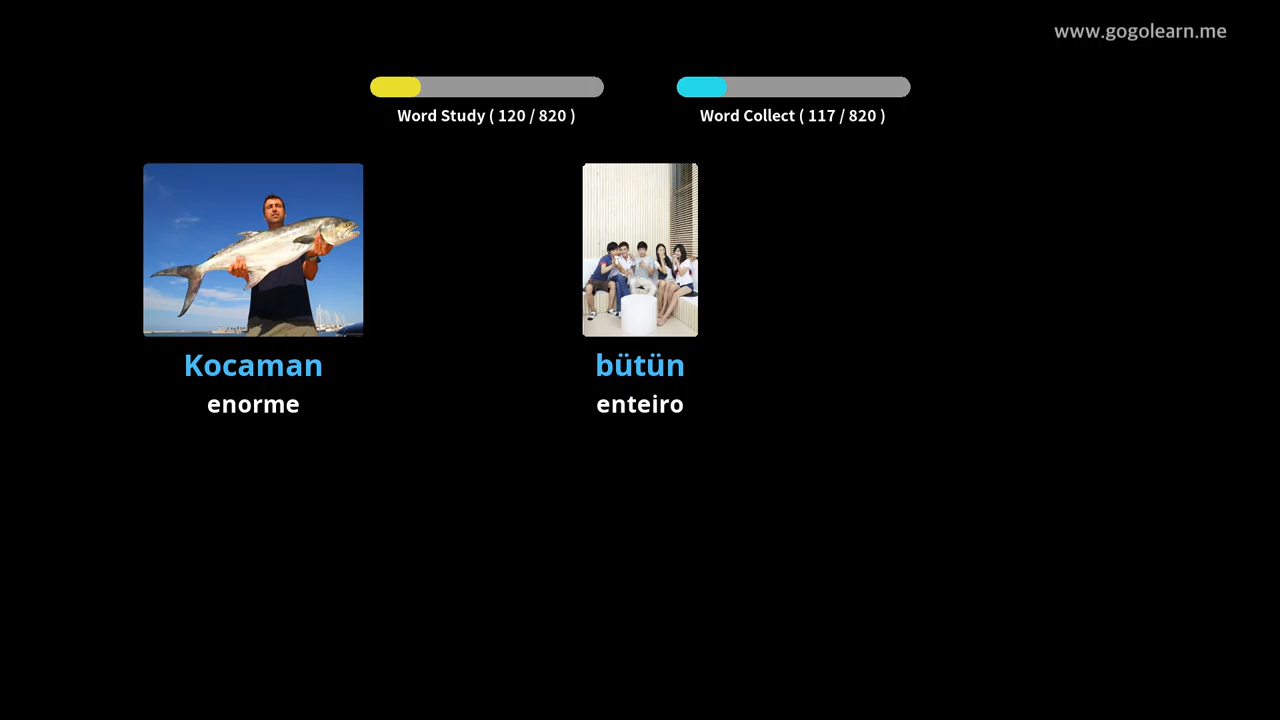 www.gogolearn.me
Word Study ( 120 / 820 )
Word Collect ( 117 / 820 )
Kocaman
enorme
bütün
enteiro